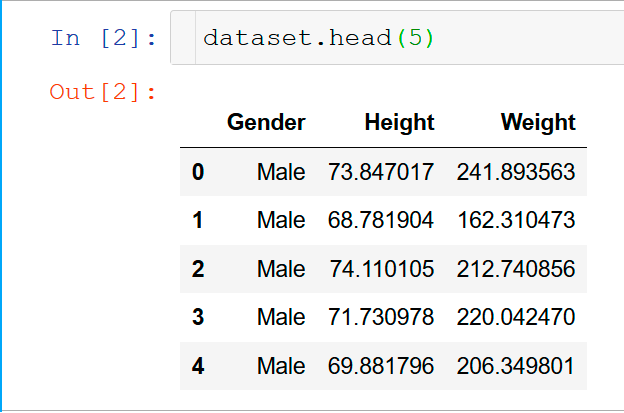 In [2]: dataset.head(5)
Out[2]:
Gender Height Weight
0 Male 73.847017 241.893563
1 Male 68.781904 162.310473
2 Male 74.110105 212.740856
3 Male 71.730978 220.042470
4 Male 69.881796 206.349801